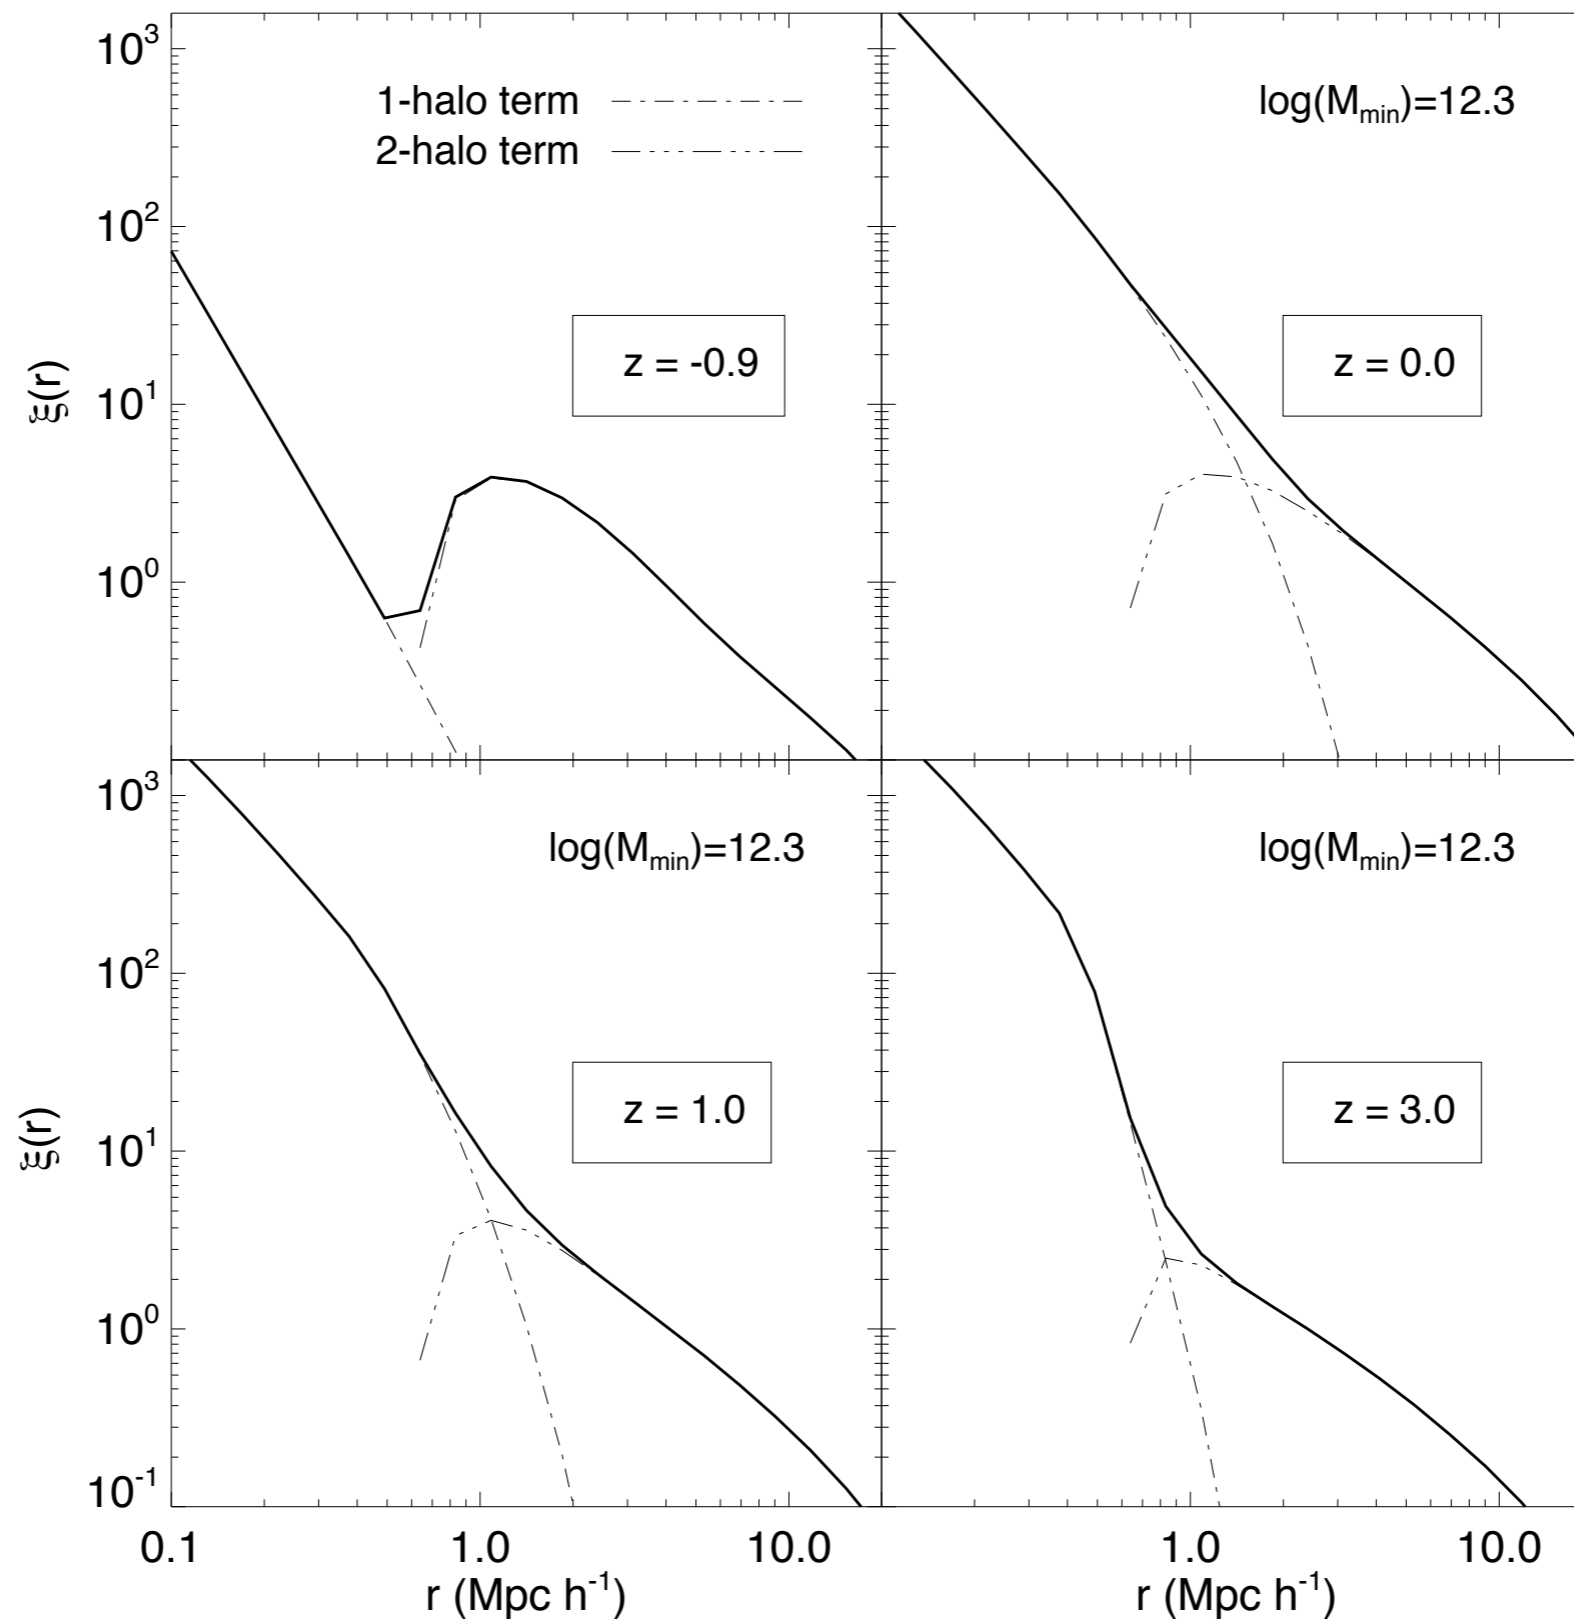 10³
10²
10¹
10⁰
ξ(r)
1-halo term
2-halo term
z = -0.9
log(M_min)=12.3
z = 0.0
10³
10²
10¹
10⁰
10⁻¹
ξ(r)
log(M_min)=12.3
z = 1.0
log(M_min)=12.3
z = 3.0
0.1 1.0 10.0
1.0 10.0
r (Mpc h⁻¹)
r (Mpc h⁻¹)